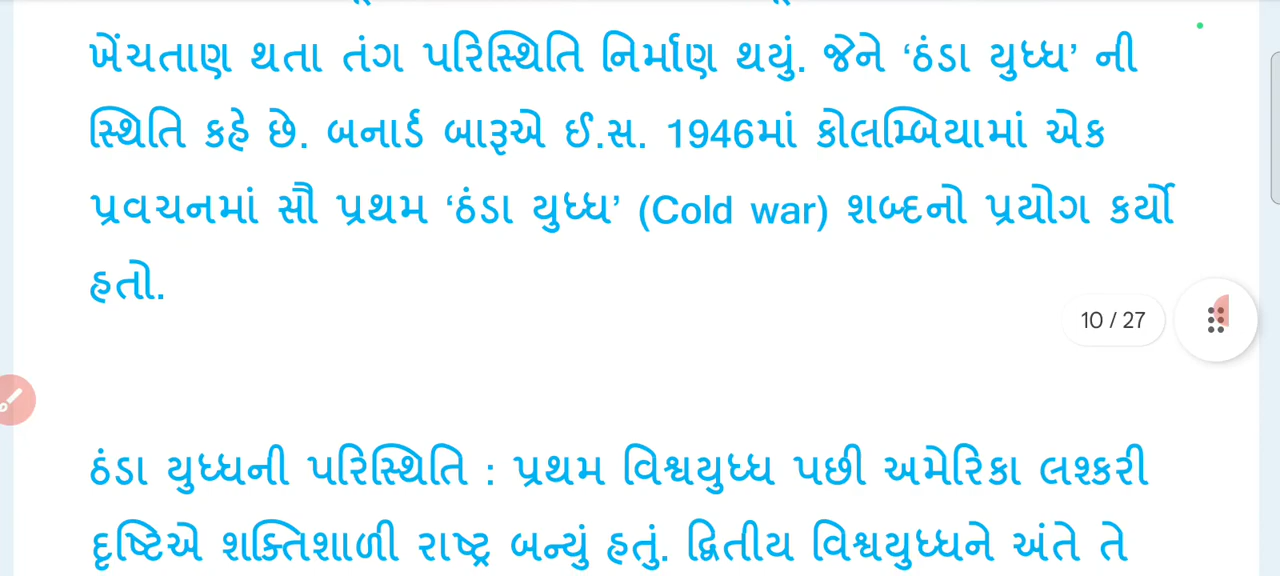 ખેંચતાણ થતા તંગ પરિસ્થિતિ નિર્માણ થયું. જેને ‘ઠંડા યુધ્ધ’ ની
સ્થિતિ કહે છે. બનાર્ડ બારૂએ ઈ.સ. 1946માં કોલમ્બિયામાં એક
પ્રવચનમાં સૌ પ્રથમ ‘ઠંડા યુધ્ધ’ (Cold war) શબ્દનો પ્રયોગ કર્યો
હતો.
10 / 27
ઠંડા યુધ્ધની પરિસ્થિતિ : પ્રથમ વિશ્વયુધ્ધ પછી અમેરિકા લશ્કરી
દૃષ્ટિએ શક્તિશાળી રાષ્ટ્ર બન્યું હતું. દ્વિતીય વિશ્વયુધ્ધને અંતે તે